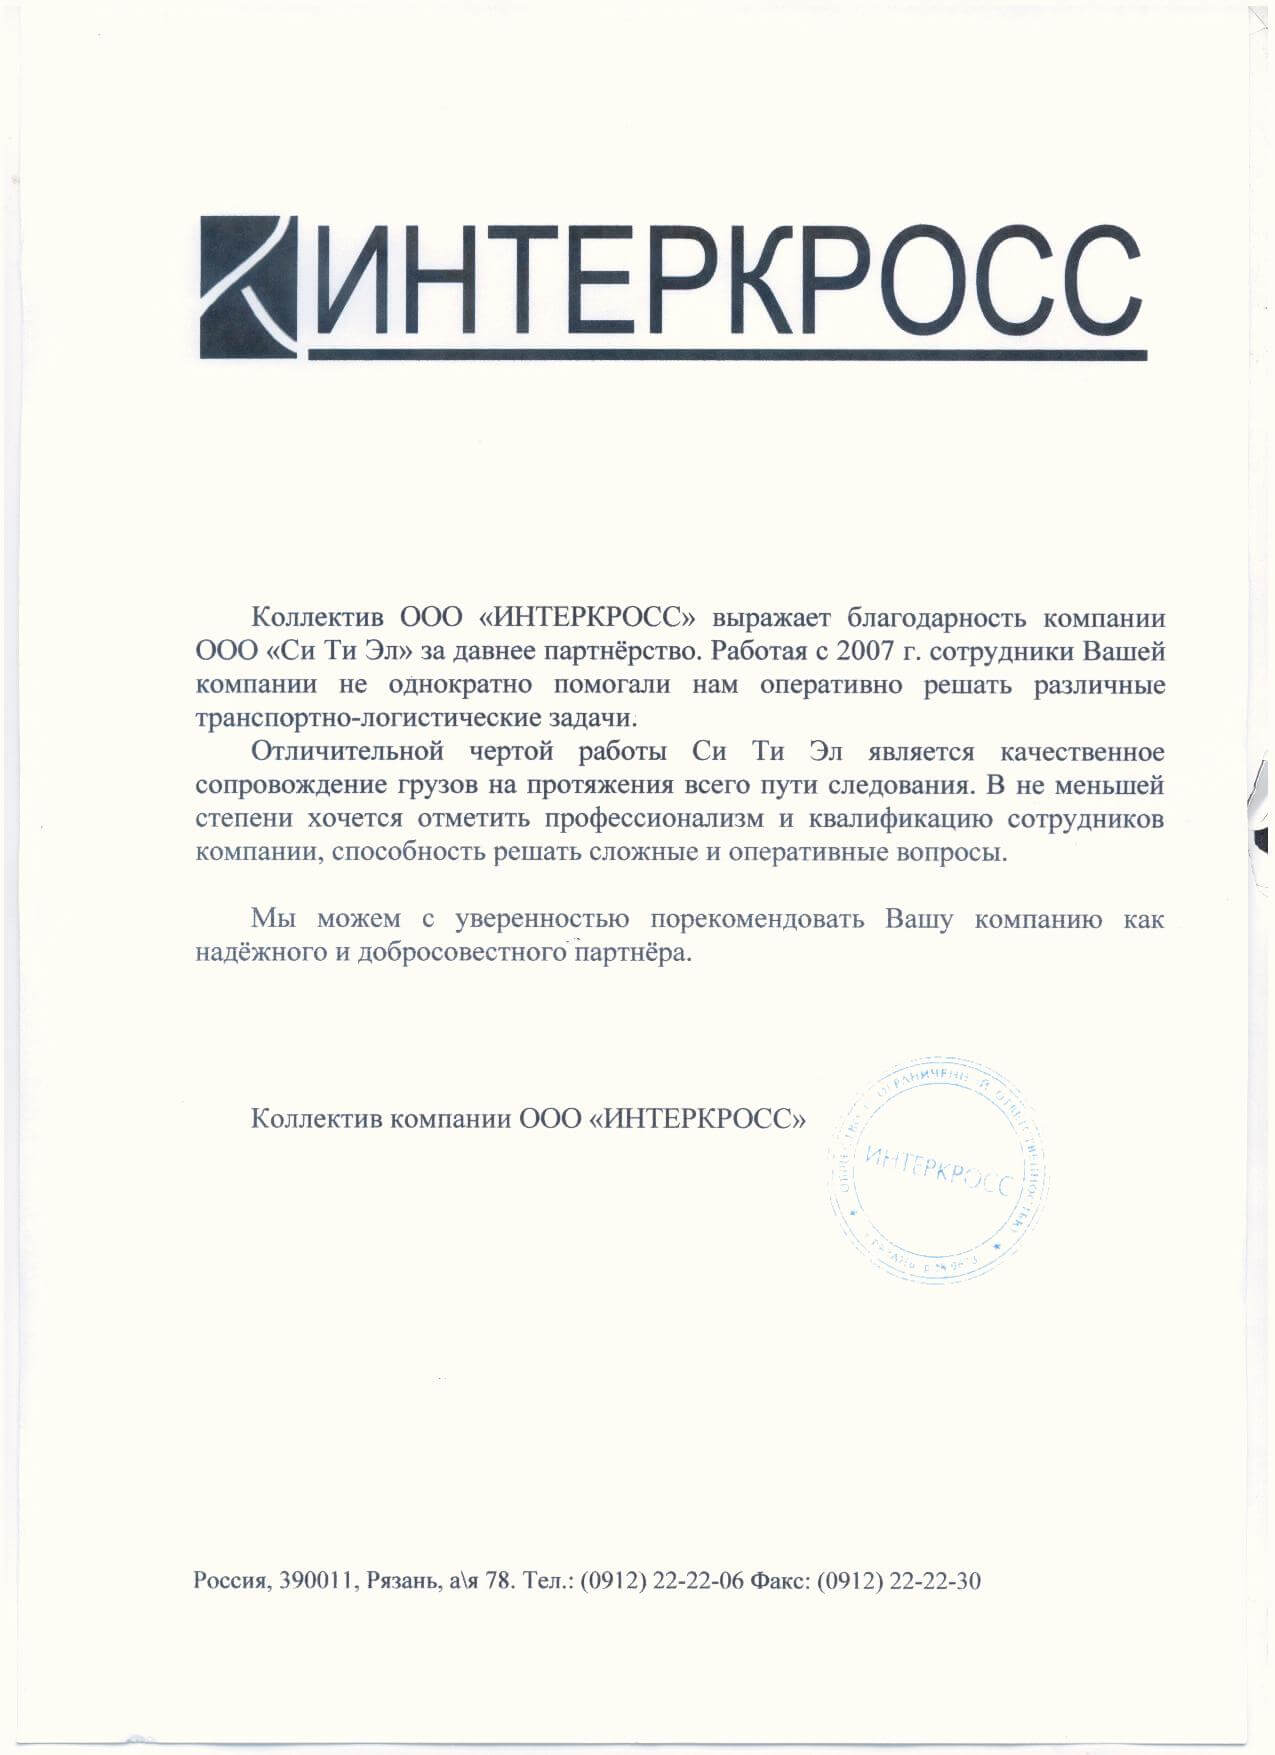 ИНТЕРКРОСС
Коллектив ООО «ИНТЕРКРОСС» выражает благодарность компании
ООО «Си Ти Эл» за давнее партнёрство. Работая с 2007 г. сотрудники Вашей
компании не однократно помогали нам оперативно решать различные
транспортно-логистические задачи.
Отличительной чертой работы Си Ти Эл является качественное
сопровождение грузов на протяжения всего пути следования. В не меньшей
степени хочется отметить профессионализм и квалификацию сотрудников
компании, способность решать сложные и оперативные вопросы.
Мы можем с уверенностью порекомендовать Вашу компанию как
надёжного и добросовестного партнёра.
Коллектив компании ООО «ИНТЕРКРОСС»
ИНТЕРКРОСС
Россия, 390011, Рязань, а\я 78. Тел.: (0912) 22-22-06 Факс: (0912) 22-22-30